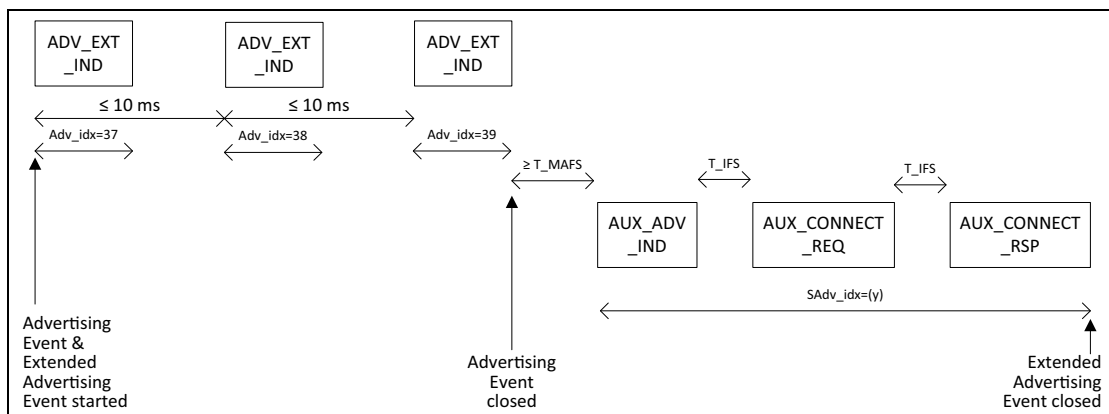 ADV_EXT
_IND
ADV_EXT
_IND
ADV_EXT
_IND
≤ 10 ms
≤ 10 ms
Adv_idx=37
Adv_idx=38
Adv_idx=39
≥ T_MAFS
T_IFS
T_IFS
AUX_ADV
_IND
AUX_CONNECT
_REQ
AUX_CONNECT
_RSP
SAdv_idx=(y)
Advertising
Event &
Extended
Advertising
Event started
Advertising
Event
closed
Extended
Advertising
Event closed